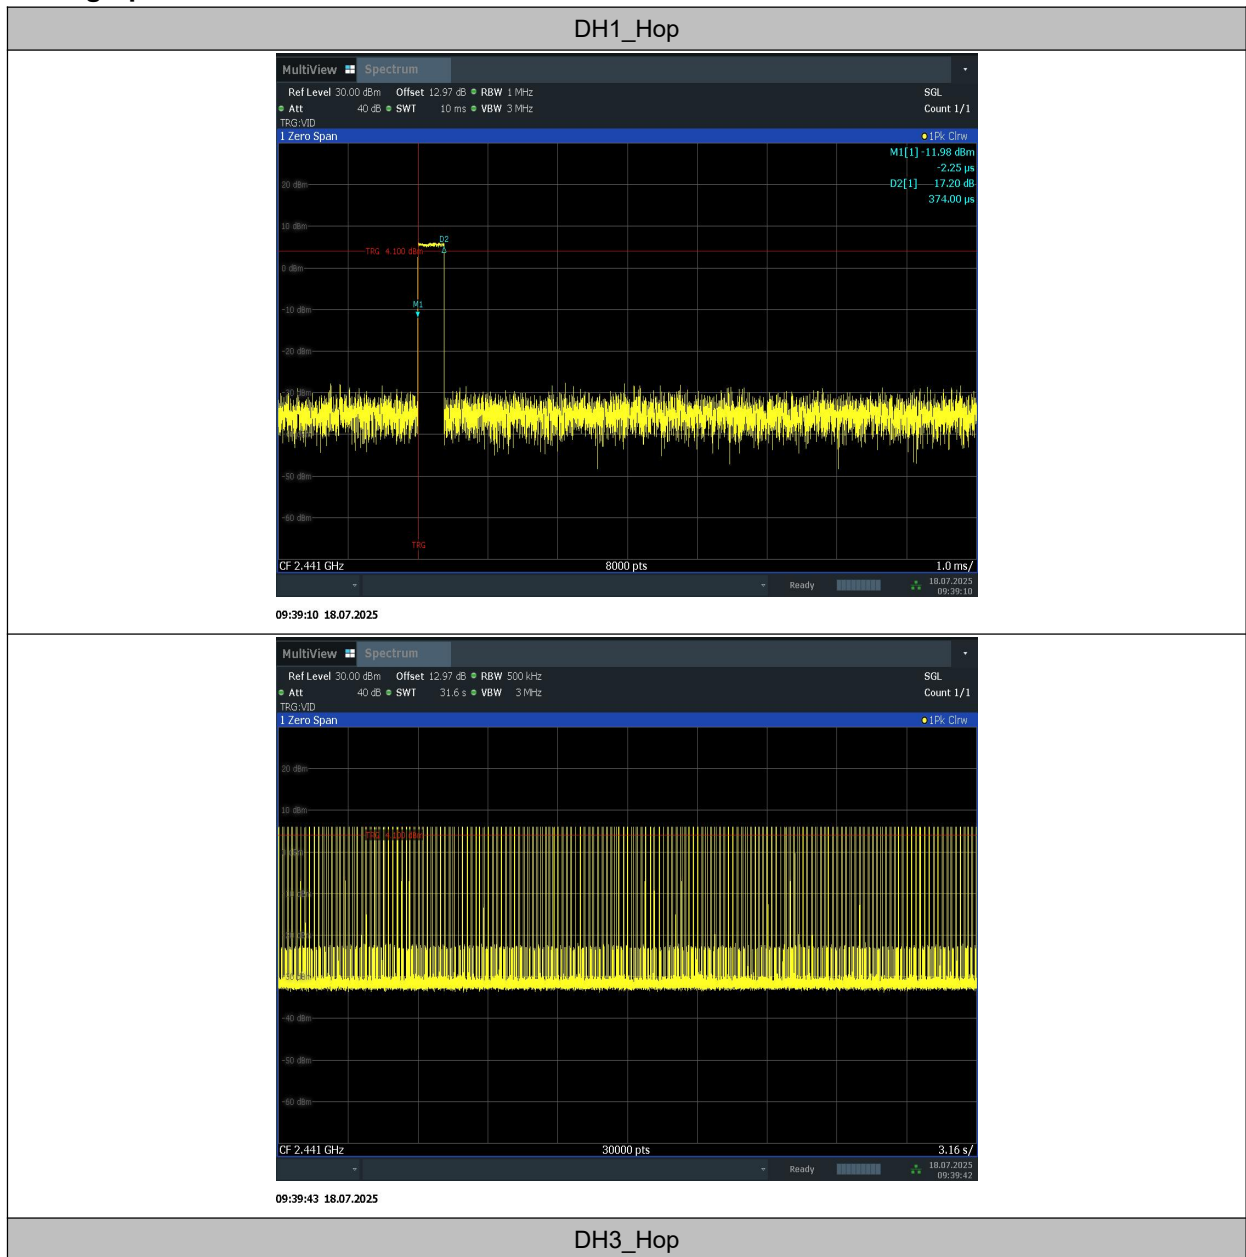 DH1_Hop
MultiView Spectrum
Ref Level 30.00 dBm Offset 12.97 dB RBW 1 MHz SGL
Att 40 dB SWT 10 ms VBW 3 MHz Count 1/1
TRG:VID
1 Zero Span 1Pk Clrw
M1[1] -11.98 dBm
-2.25 µs
20 dBm D2[1] 17.20 dB
374.00 µs
10 dBm
D2
TRG 4.100 dBm
0 dBm
M1
-10 dBm
-20 dBm
-50 dBm
-60 dBm
TRG
CF 2.441 GHz 8000 pts 1.0 ms/
Ready 18.07.2025
09:39:10
09:39:10 18.07.2025
MultiView Spectrum
Ref Level 30.00 dBm Offset 12.97 dB RBW 500 kHz SGL
Att 40 dB SWT 31.6 s VBW 3 MHz Count 1/1
TRG:VID
1 Zero Span 1Pk Clrw
20 dBm
10 dBm
TRG 4.100 dBm
-40 dBm
-50 dBm
-60 dBm
CF 2.441 GHz 30000 pts 3.16 s/
Ready 18.07.2025
09:39:42
09:39:43 18.07.2025
DH3_Hop